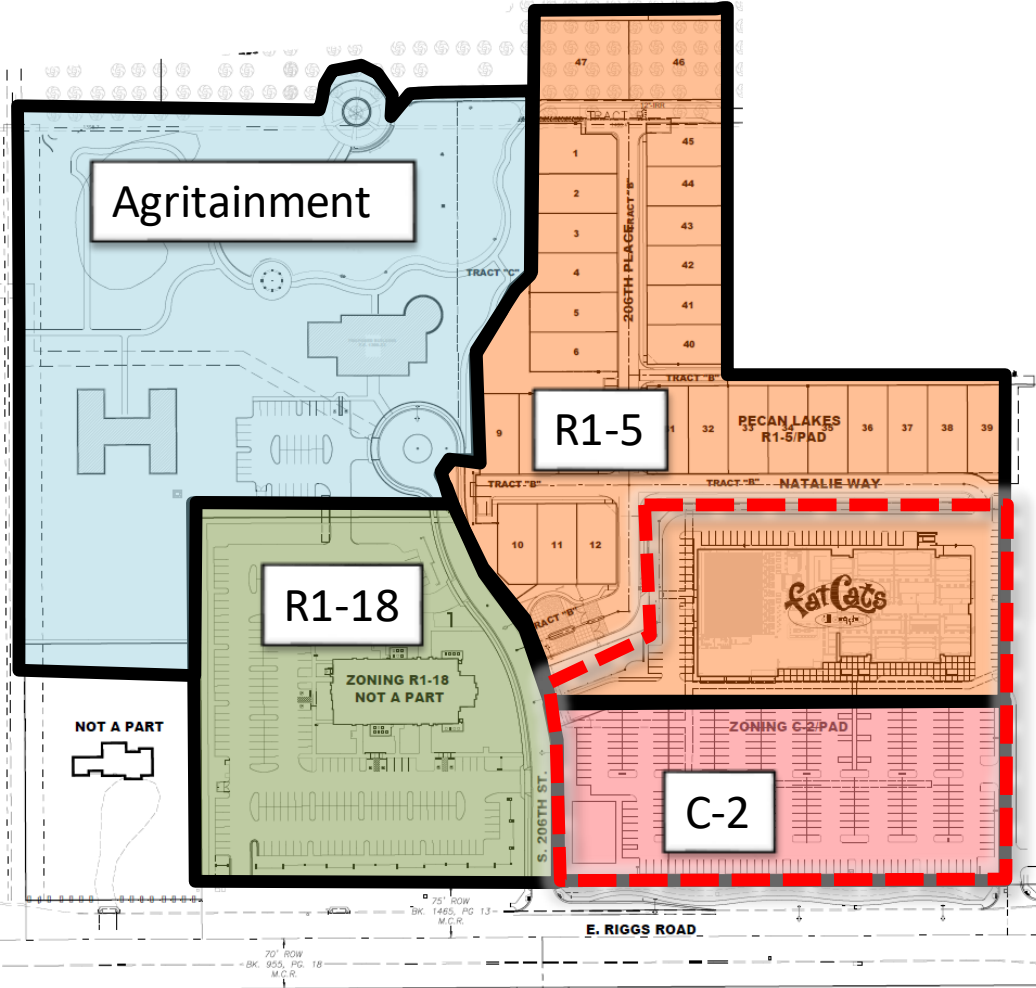 47
46
TRACT "B"
1
45
2
44
3
43
4
42
5
41
6
40
206TH PLACE
TRACT "B"
Agritainment
TRACT "C"
TRACT "B"
R1-5
9
32
33
34
35
36
37
38
39
PECAN LAKES
R1-5/PAD
TRACT "B"
TRACT "B"
NATALIE WAY
10
11
12
TRACT "B"
fatCats
R1-18
ZONING R1-18
NOT A PART
NOT A PART
ZONING C-2/PAD
C-2
S. 206TH ST.
75' ROW
BK. 1465, PG 13
M.C.R.
E. RIGGS ROAD
70' ROW
BK. 955, PG. 18
M.C.R.